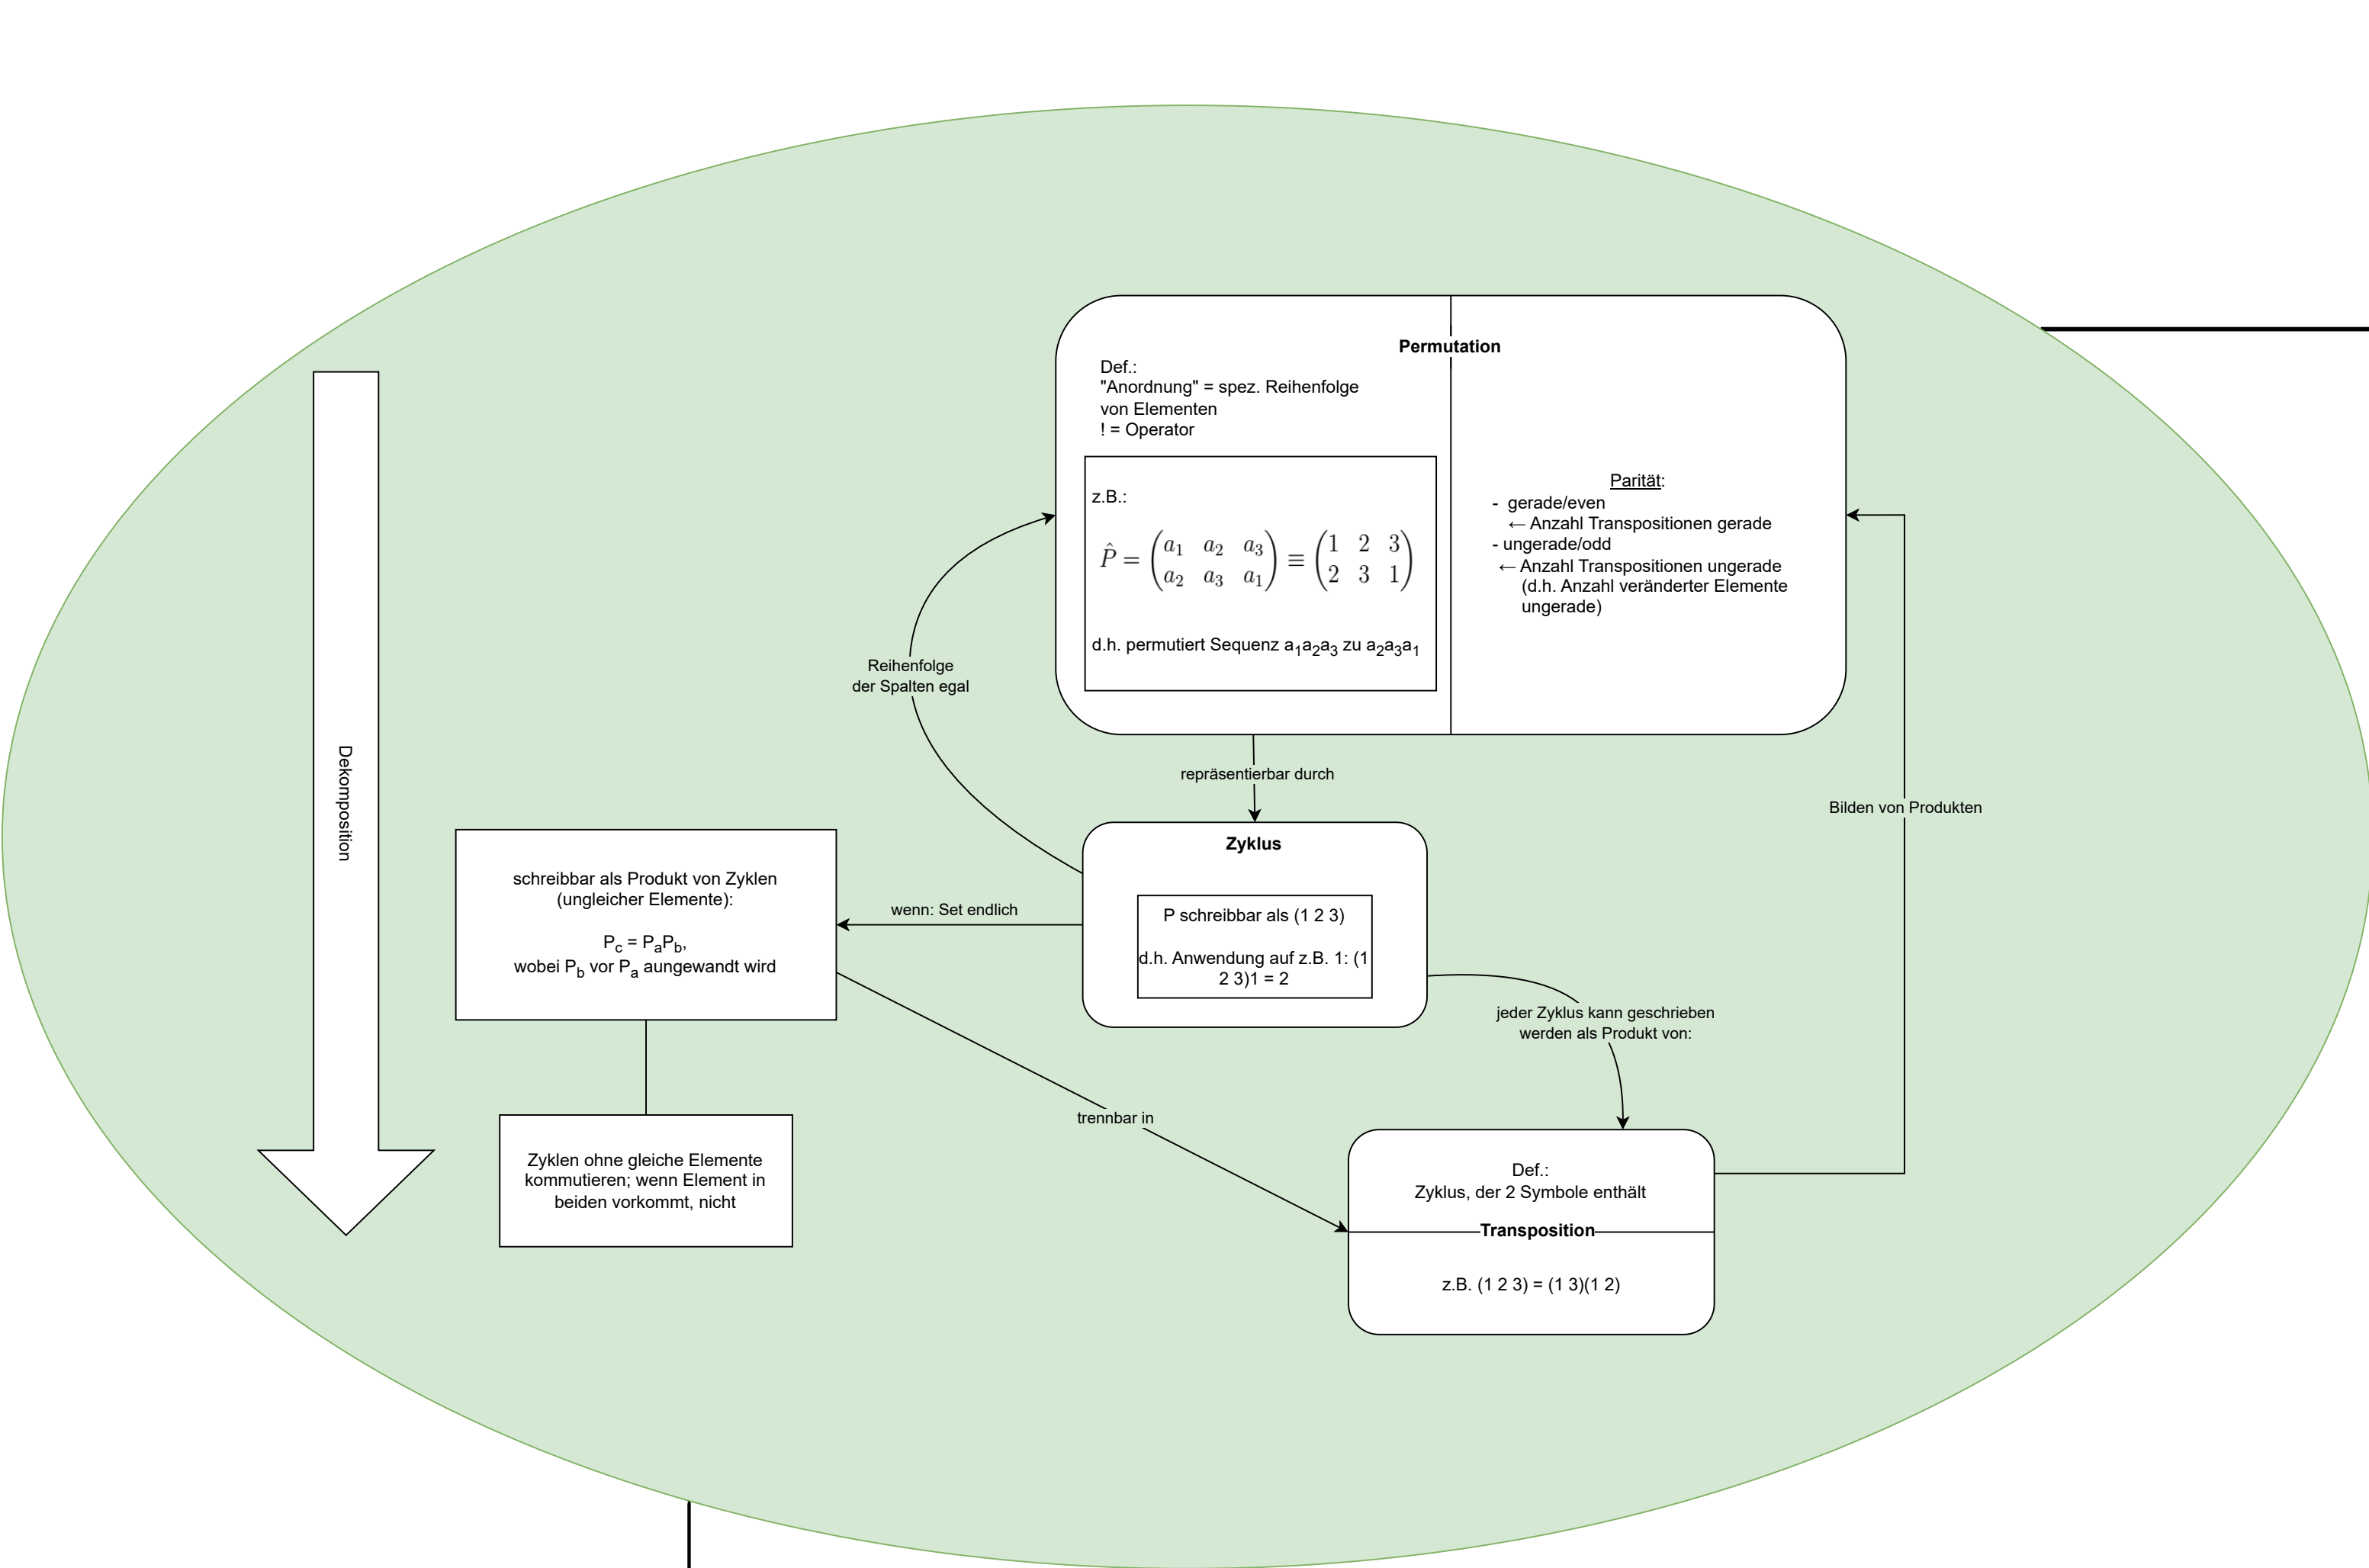 Permutation
Def.:
"Anordnung" = spez. Reihenfolge
von Elementen
! = Operator
z.B.:
P̂ = (a₁ a₂ a₃) ≡ (1 2 3)
(a₂ a₃ a₁) (2 3 1)
d.h. permutiert Sequenz a₁a₂a₃ zu a₂a₃a₁
Parität:
- gerade/even
← Anzahl Transpositionen gerade
- ungerade/odd
← Anzahl Transpositionen ungerade
(d.h. Anzahl veränderter Elemente
ungerade)
Reihenfolge
der Spalten egal
repräsentierbar durch
Bilden von Produkten
Dekomposition
Zyklus
P schreibbar als (1 2 3)
d.h. Anwendung auf z.B. 1: (1
2 3)1 = 2
wenn: Set endlich
schreibbar als Produkt von Zyklen
(ungleicher Elemente):
P_c = P_aP_b,
wobei P_b vor P_a aungewandt wird
jeder Zyklus kann geschrieben
werden als Produkt von:
trennbar in
Zyklen ohne gleiche Elemente
kommutieren; wenn Element in
beiden vorkommt, nicht
Def.:
Zyklus, der 2 Symbole enthält
Transposition
z.B. (1 2 3) = (1 3)(1 2)